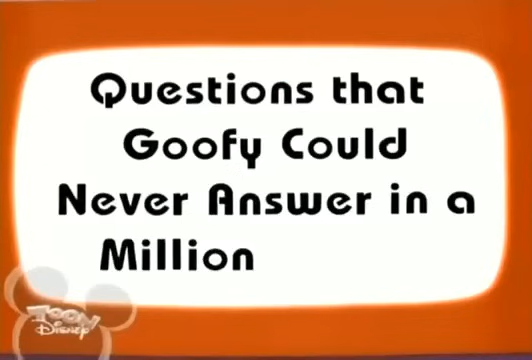 Questions that
Goofy Could
Never Answer in a
Million
TOON
DISNEY